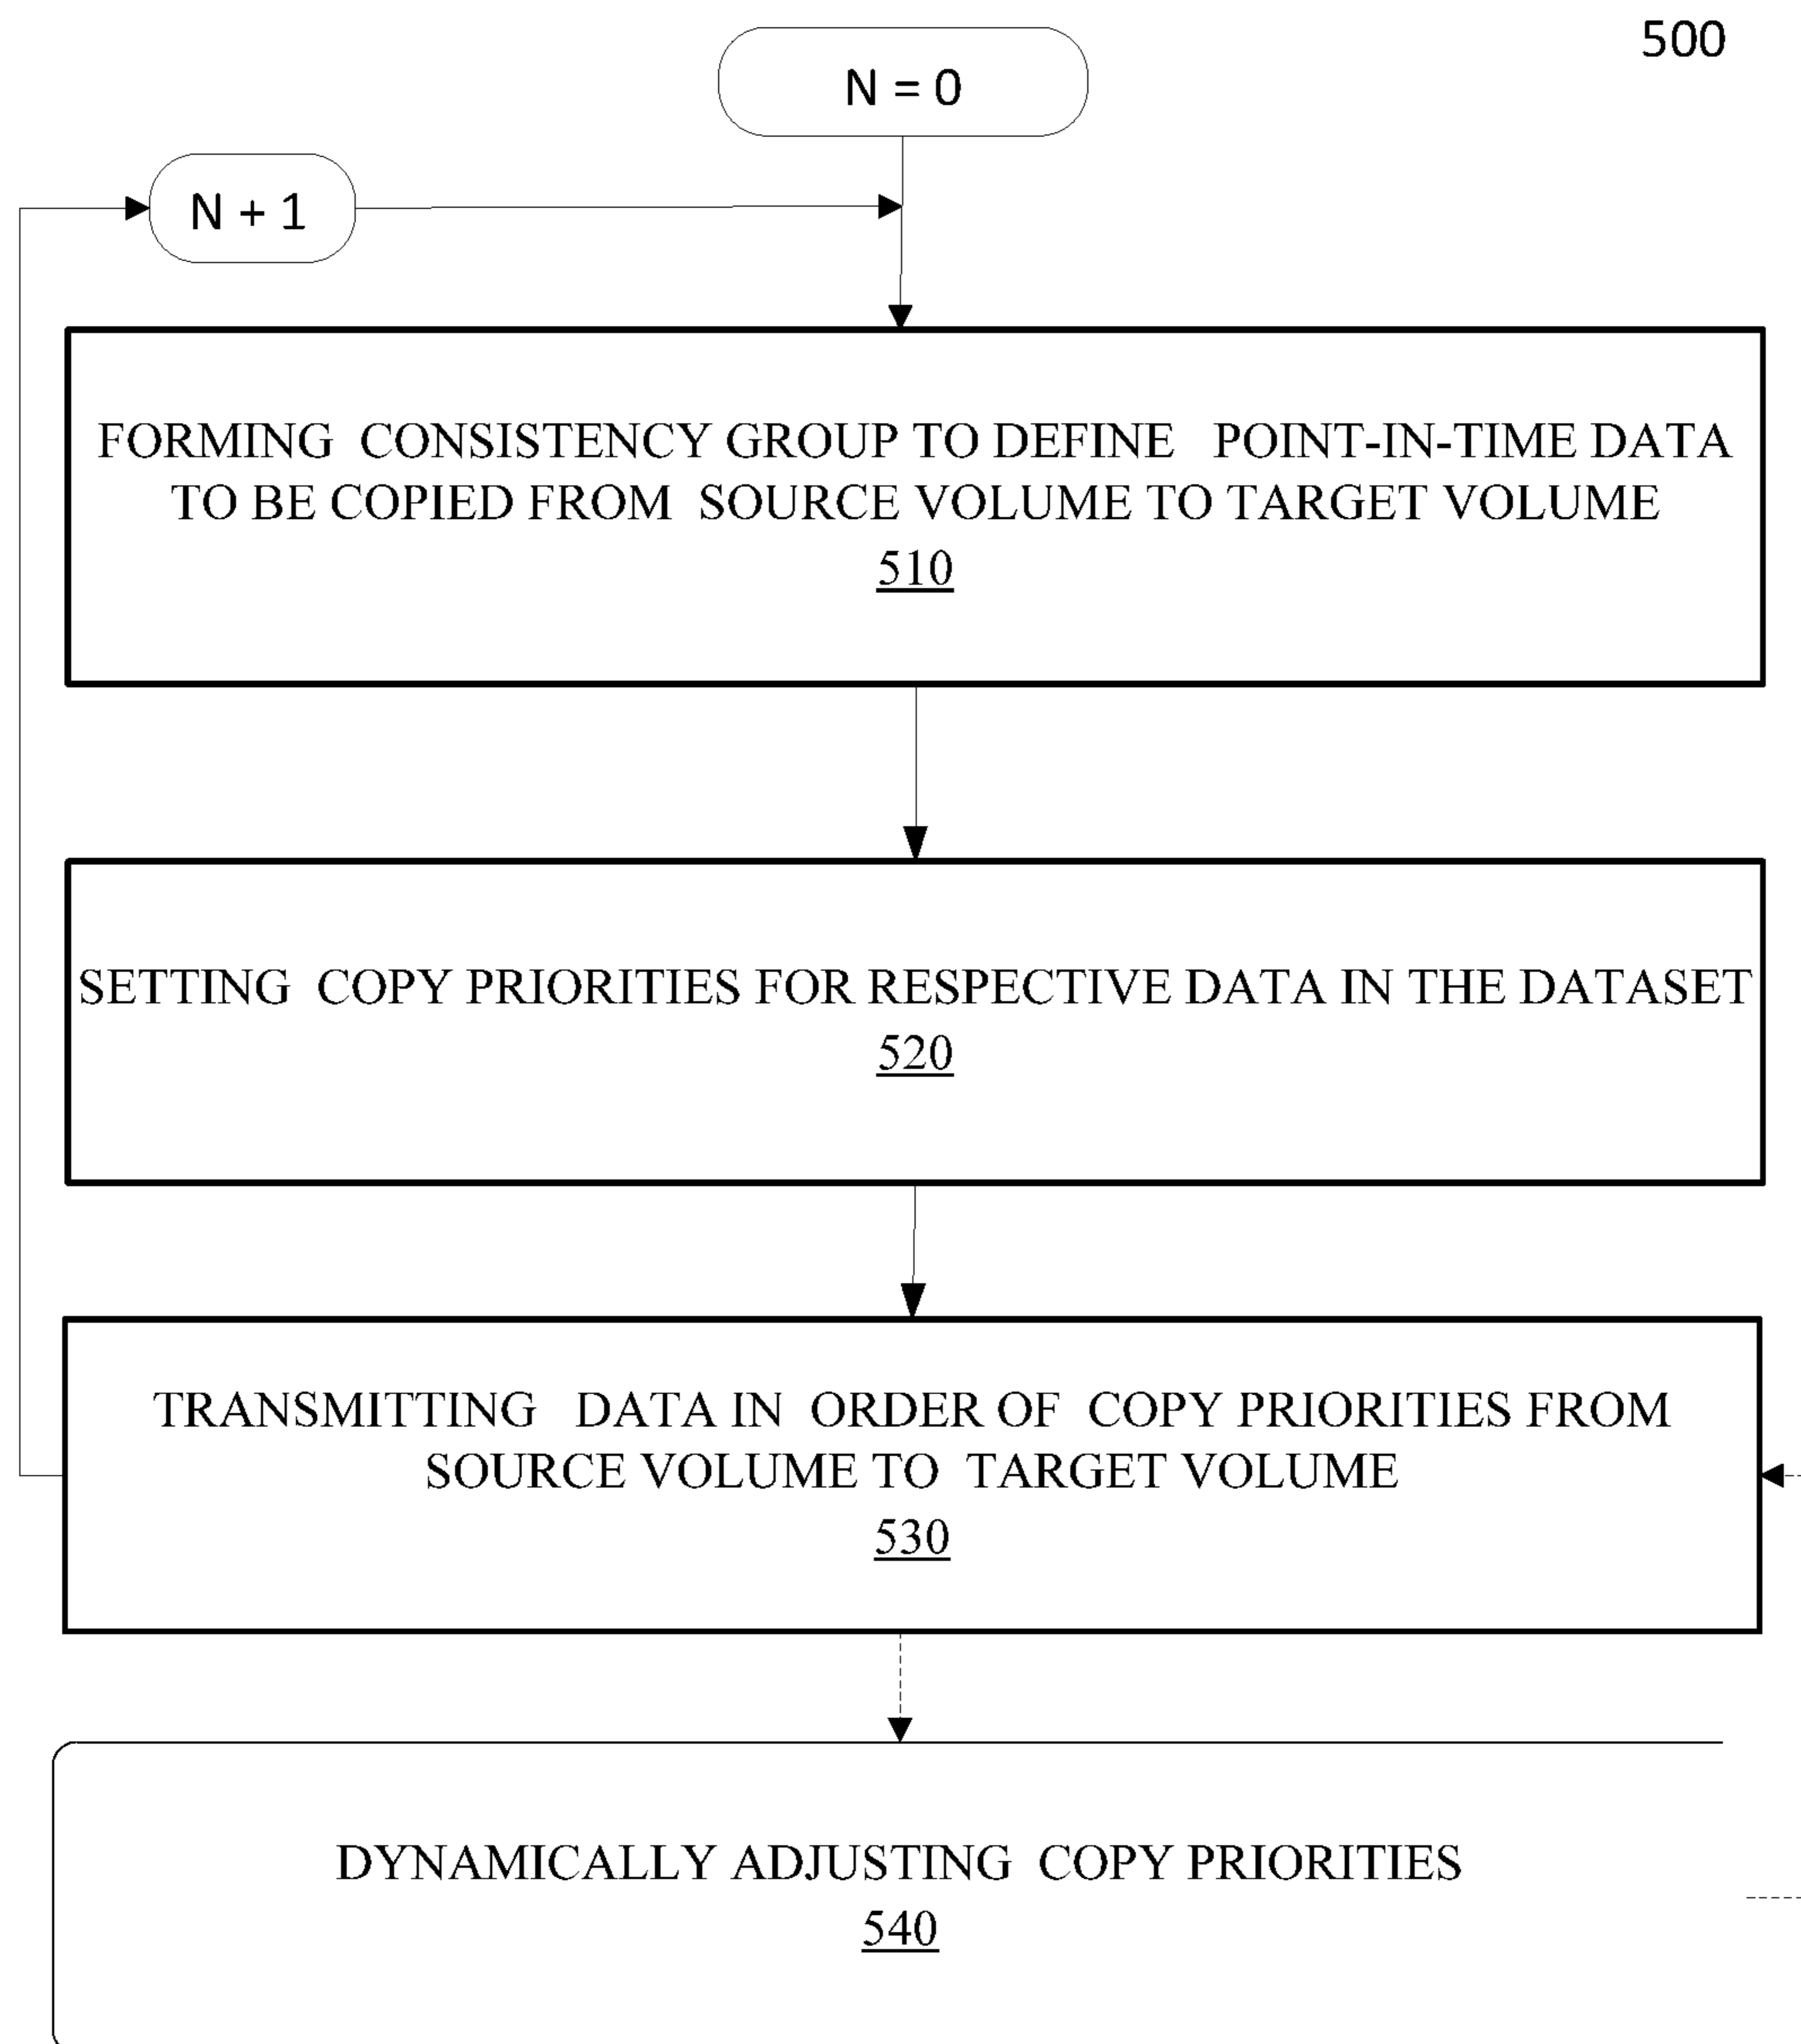 500
N = 0
N + 1
FORMING CONSISTENCY GROUP TO DEFINE POINT-IN-TIME DATA
TO BE COPIED FROM SOURCE VOLUME TO TARGET VOLUME
510
SETTING COPY PRIORITIES FOR RESPECTIVE DATA IN THE DATASET
520
TRANSMITTING DATA IN ORDER OF COPY PRIORITIES FROM
SOURCE VOLUME TO TARGET VOLUME
530
DYNAMICALLY ADJUSTING COPY PRIORITIES
540